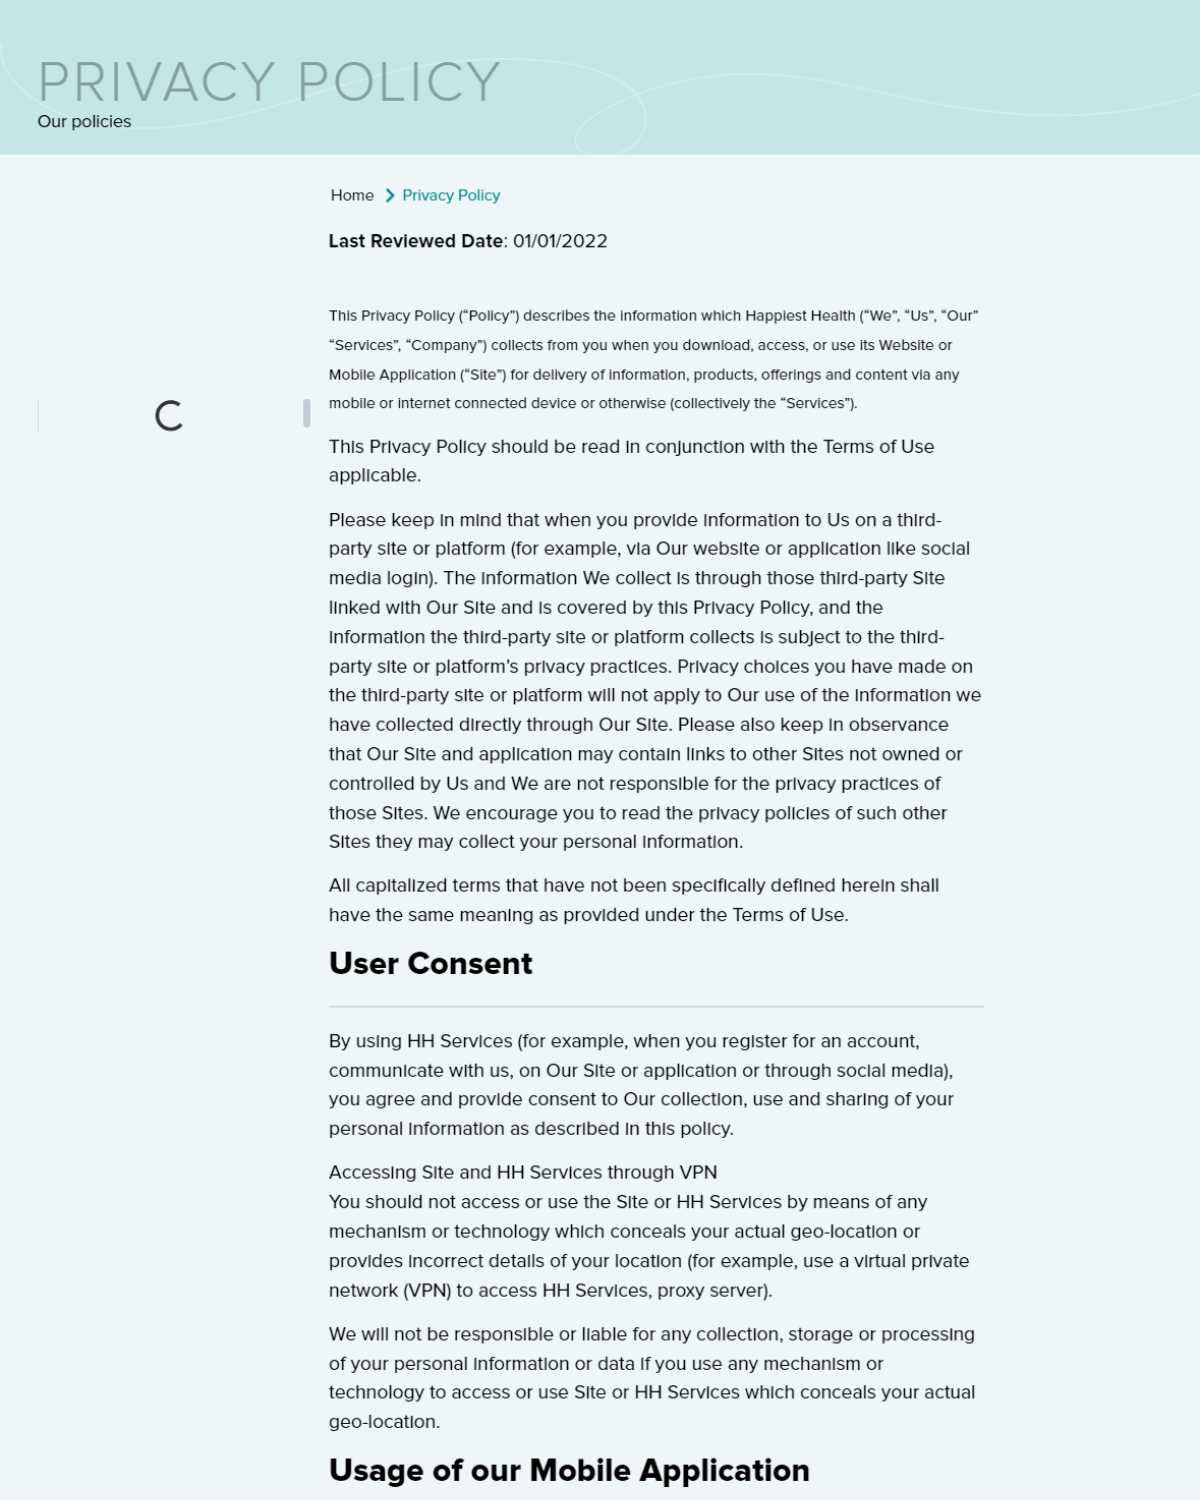 PRIVACY POLICY
Our policies
Home > Privacy Policy
Last Reviewed Date: 01/01/2022
This Privacy Policy (“Policy”) describes the information which Happiest Health (“We”, “Us”, “Our”
“Services”, “Company”) collects from you when you download, access, or use its Website or
Mobile Application (“Site”) for delivery of information, products, offerings and content via any
mobile or internet connected device or otherwise (collectively the “Services”).
This Privacy Policy should be read in conjunction with the Terms of Use
applicable.
Please keep in mind that when you provide information to Us on a third-
party site or platform (for example, via Our website or application like social
media login). The information We collect is through those third-party Site
linked with Our Site and is covered by this Privacy Policy, and the
information the third-party site or platform collects is subject to the third-
party site or platform’s privacy practices. Privacy choices you have made on
the third-party site or platform will not apply to Our use of the information we
have collected directly through Our Site. Please also keep in observance
that Our Site and application may contain links to other Sites not owned or
controlled by Us and We are not responsible for the privacy practices of
those Sites. We encourage you to read the privacy policies of such other
Sites they may collect your personal information.
All capitalized terms that have not been specifically defined herein shall
have the same meaning as provided under the Terms of Use.
User Consent
By using HH Services (for example, when you register for an account,
communicate with us, on Our Site or application or through social media),
you agree and provide consent to Our collection, use and sharing of your
personal information as described in this policy.
Accessing Site and HH Services through VPN
You should not access or use the Site or HH Services by means of any
mechanism or technology which conceals your actual geo-location or
provides incorrect details of your location (for example, use a virtual private
network (VPN) to access HH Services, proxy server).
We will not be responsible or liable for any collection, storage or processing
of your personal information or data if you use any mechanism or
technology to access or use Site or HH Services which conceals your actual
geo-location.
Usage of our Mobile Application